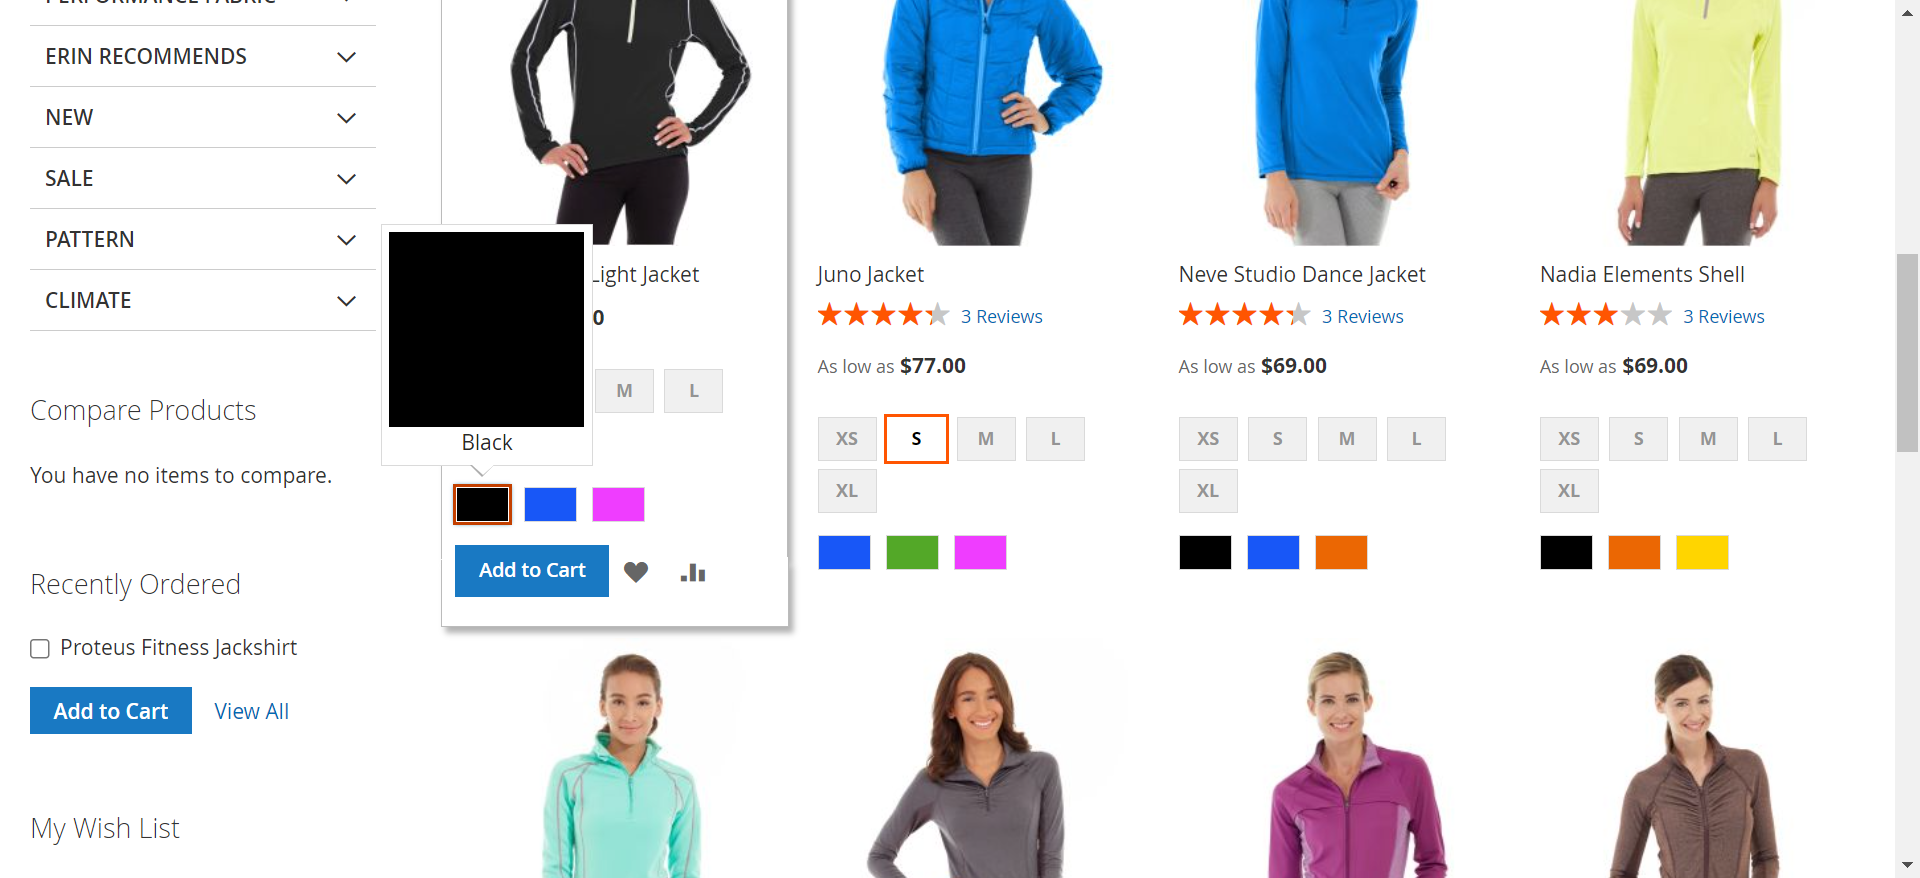 ERIN RECOMMENDS
NEW
SALE
PATTERN
CLIMATE
Compare Products
You have no items to compare.
Recently Ordered
Proteus Fitness Jackshirt
Add to Cart View All
My Wish List
Light Jacket
0
M L
Black
Add to Cart
Juno Jacket
3 Reviews
As low as $77.00
XS S M L
XL
Neve Studio Dance Jacket
3 Reviews
As low as $69.00
XS S M L
XL
Nadia Elements Shell
3 Reviews
As low as $69.00
XS S M L
XL